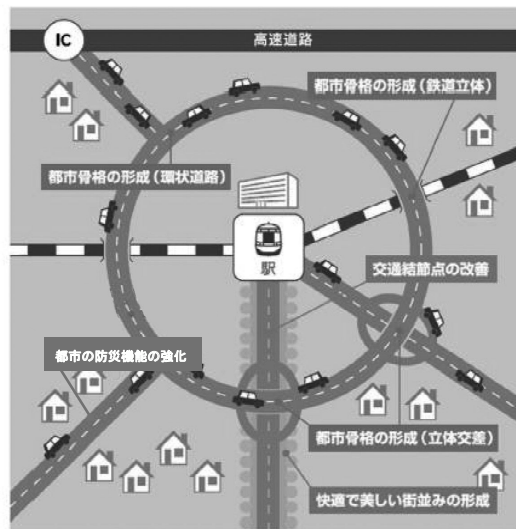 IC
高速道路
都市骨格の形成(鉄道立体)
都市骨格の形成(環状道路)
駅
交通結節点の改善
都市の防災機能の強化
都市骨格の形成(立体交差)
快適で美しい街並みの形成